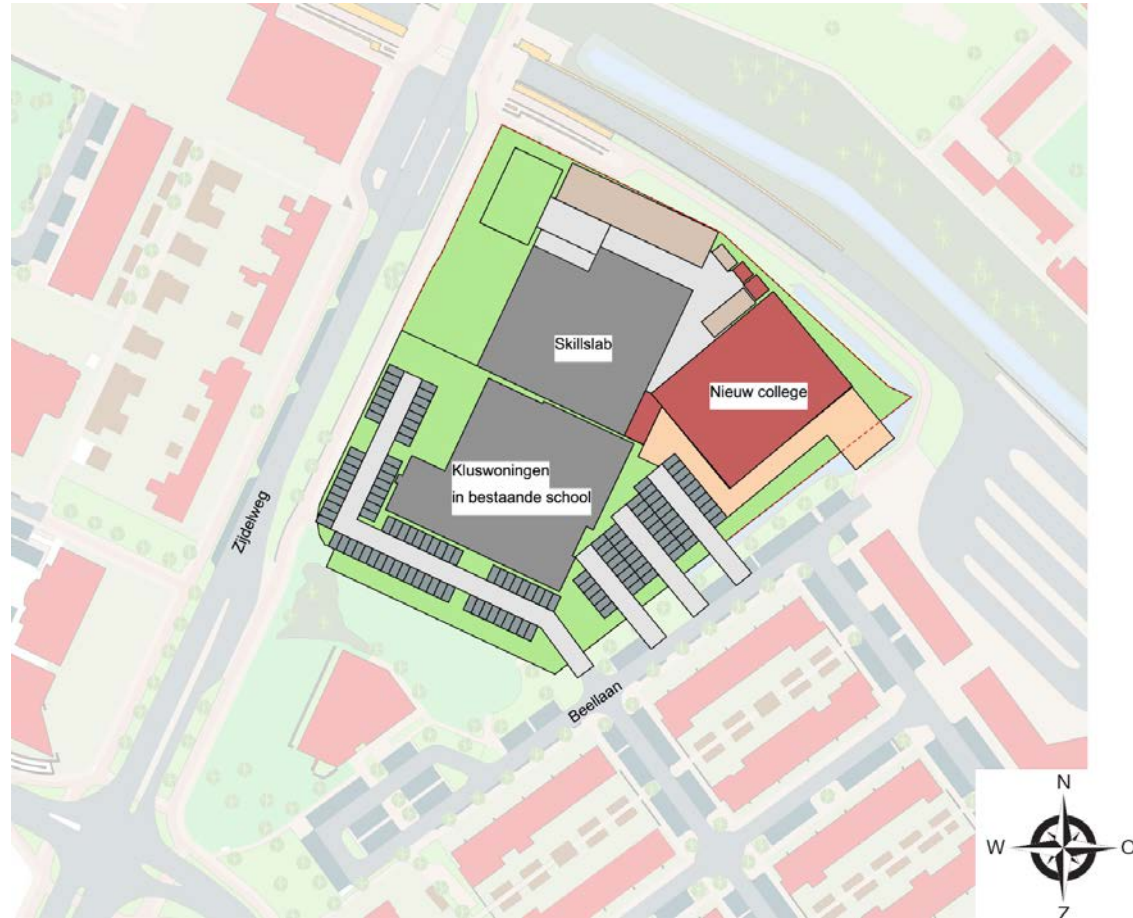 Skillslab
Nieuw college
Kluswoningen
in bestaande school
Zijdelweg
Beellaan
N
W
O
Z